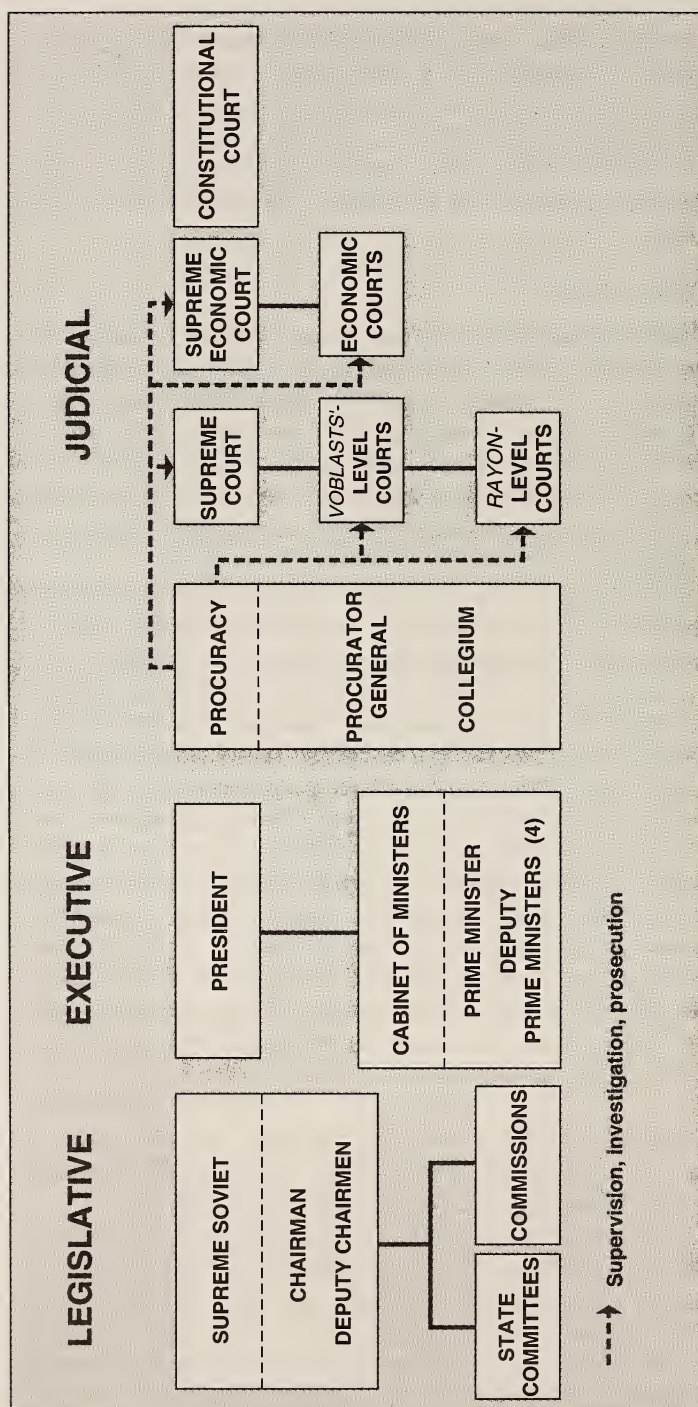 LEGISLATIVE
SUPREME SOVIET
CHAIRMAN
DEPUTY CHAIRMEN
STATE
COMMITTEES
COMMISSIONS
EXECUTIVE
PRESIDENT
CABINET OF MINISTERS
PRIME MINISTER
DEPUTY
PRIME MINISTERS (4)
JUDICIAL
PROCURACY
PROCURATOR
GENERAL
COLLEGIUM
SUPREME
COURT
VOBLASTS'-
LEVEL
COURTS
RAYON-
LEVEL
COURTS
SUPREME
ECONOMIC
COURT
ECONOMIC
COURTS
CONSTITUTIONAL
COURT
Supervision, investigation, prosecution